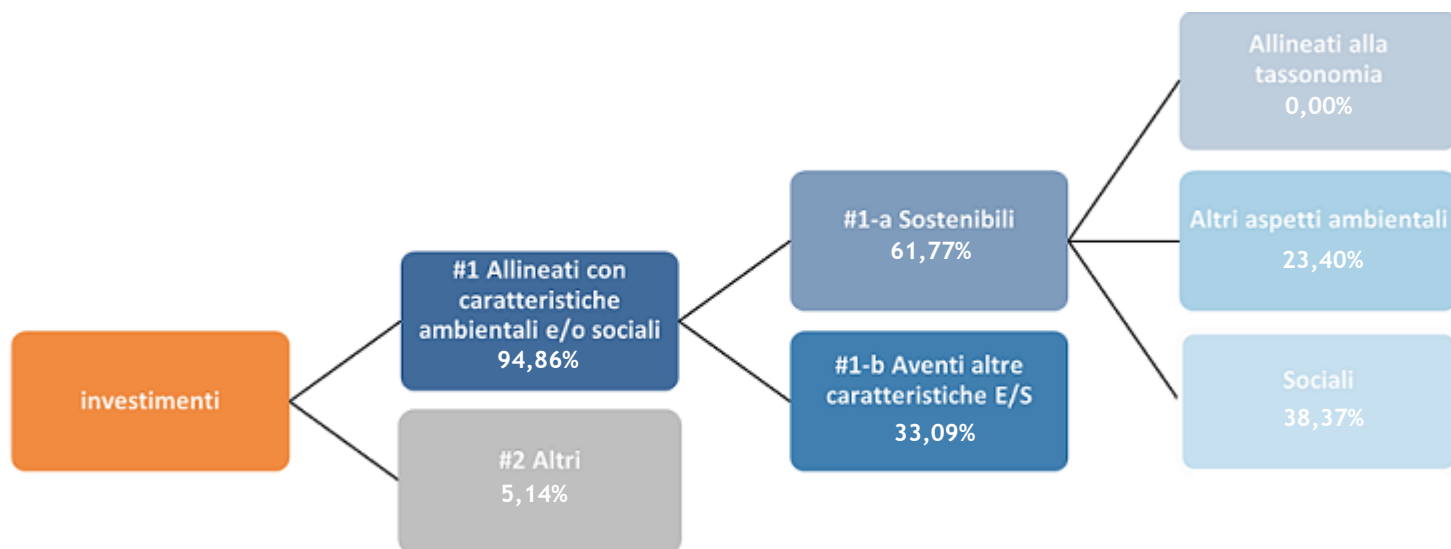 investimenti
#1 Allineati con
caratteristiche
ambientali e/o sociali
94,86%
#2 Altri
5,14%
#1-a Sostenibili
61,77%
#1-b Aventi altre
caratteristiche E/S
33,09%
Allineati alla
tassonomia
0,00%
Altri aspetti ambientali
23,40%
Sociali
38,37%